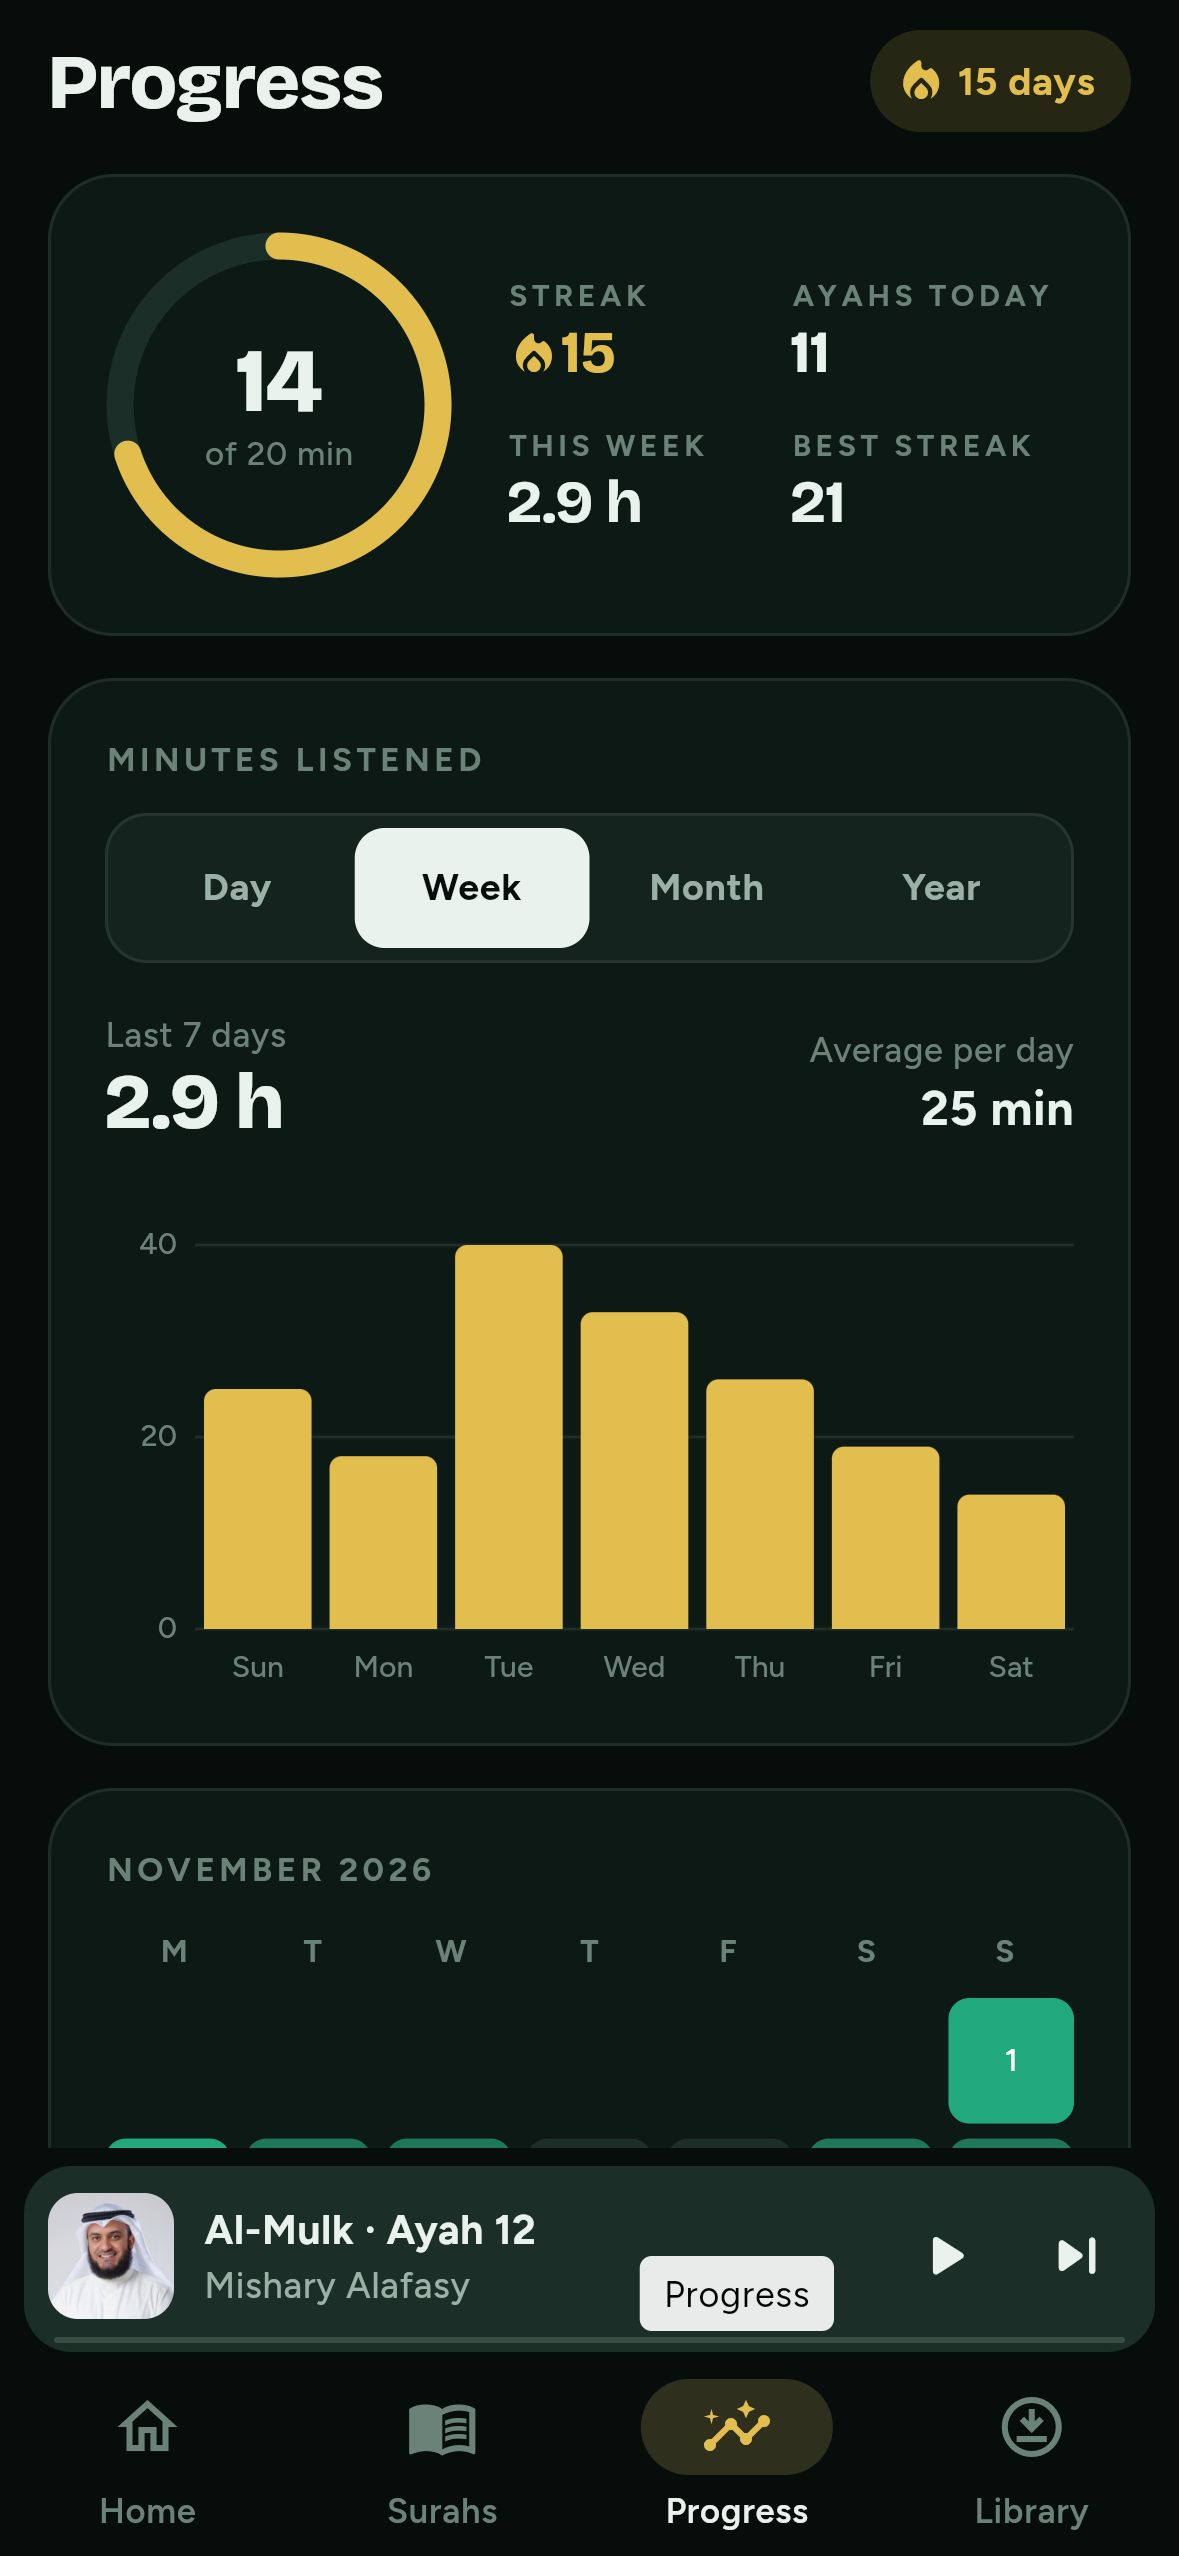 Progress
15 days
14
of 20 min
STREAK
15
AYAHS TODAY
11
THIS WEEK
2.9 h
BEST STREAK
21
MINUTES LISTENED
Day Week Month Year
Last 7 days
2.9 h
Average per day
25 min
40
20
0
Sun Mon Tue Wed Thu Fri Sat
NOVEMBER 2026
M T W T F S S
1
Al-Mulk · Ayah 12
Mishary Alafasy
Progress
Home Surahs Progress Library